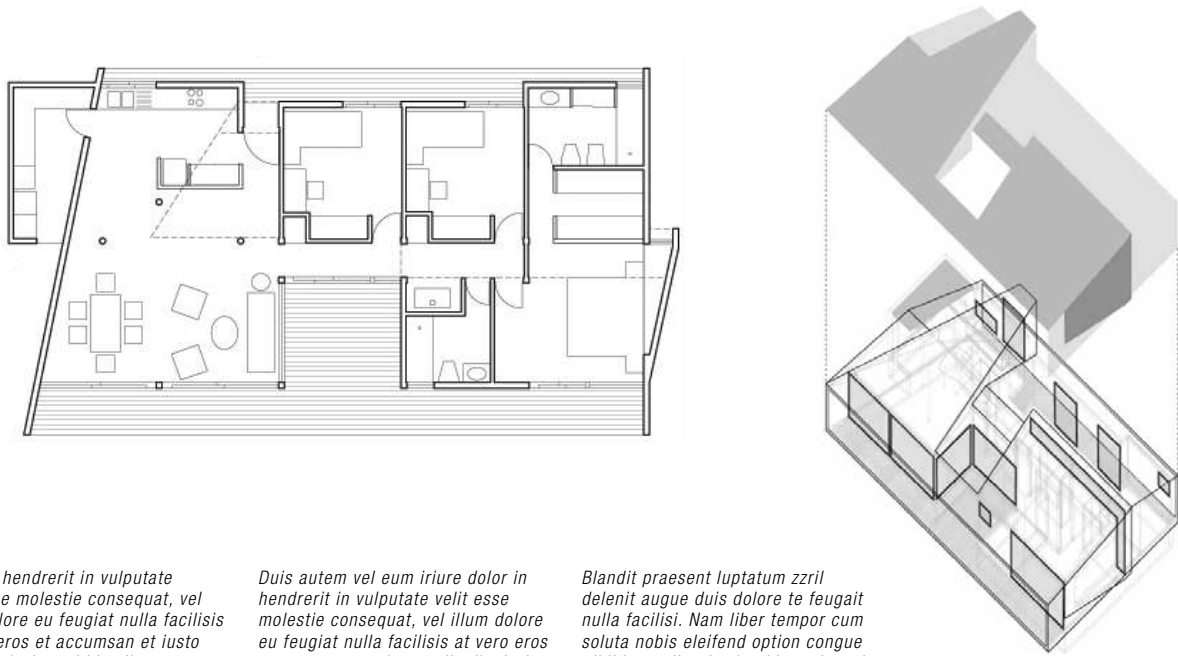 hendrerit in vulputate
molestie consequat, vel
eu feugiat nulla facilisis
eros et accumsan et iusto
Duis autem vel eum iriure dolor in
hendrerit in vulputate velit esse
molestie consequat, vel illum dolore
eu feugiat nulla facilisis at vero eros
Blandit praesent luptatum zzril
delenit augue duis dolore te feugait
nulla facilisi. Nam liber tempor cum
soluta nobis eleifend option congue